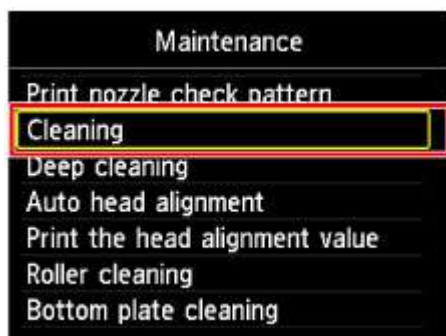 Maintenance
Print nozzle check pattern
Cleaning
Deep cleaning
Auto head alignment
Print the head alignment value
Roller cleaning
Bottom plate cleaning